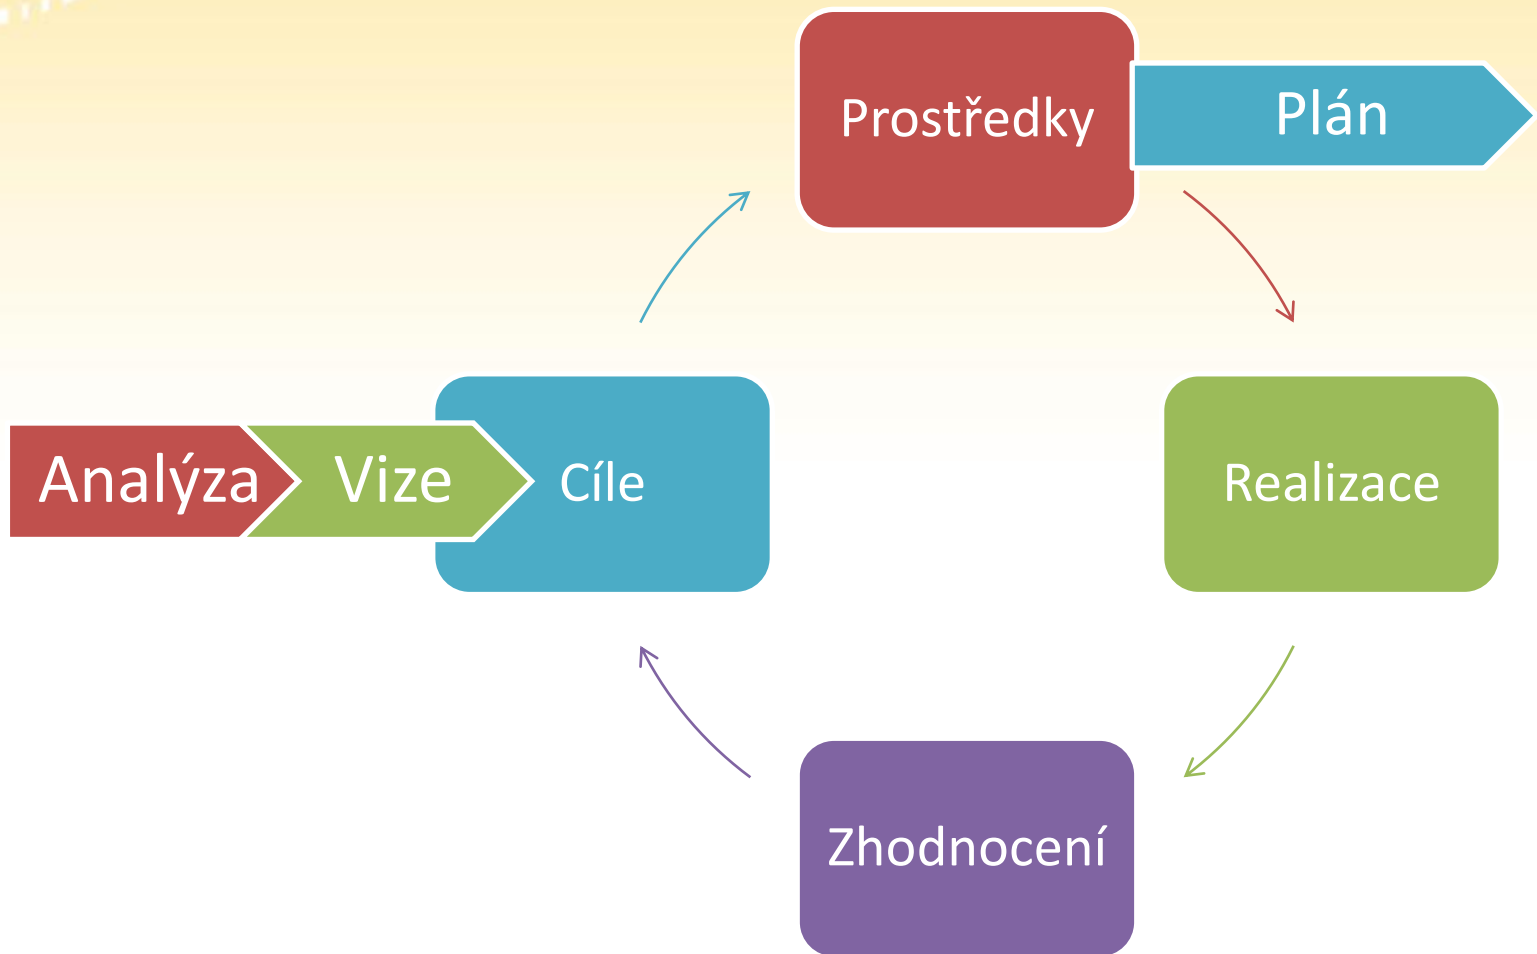 Prostředky
Plán
Analýza
Vize
Cíle
Realizace
Zhodnocení